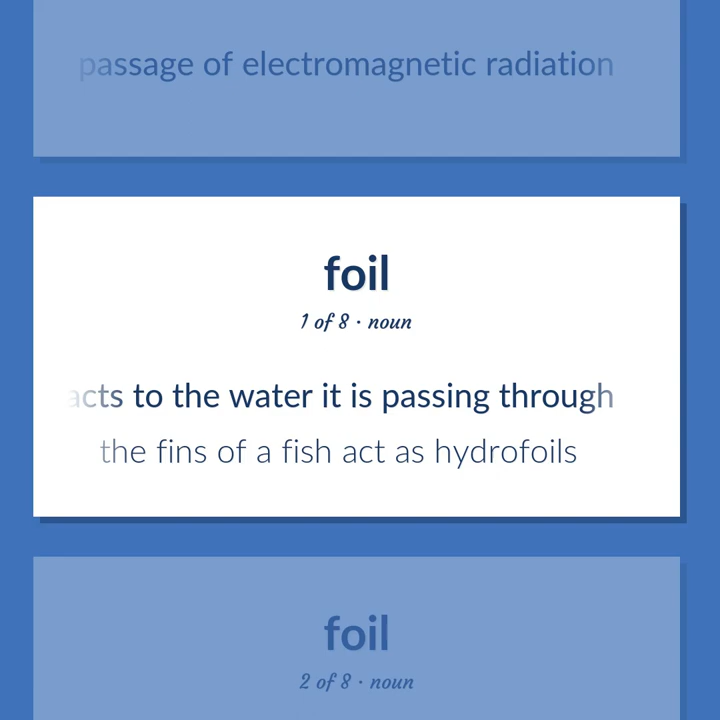 passage of electromagnetic radiation
foil
1 of 8 · noun
acts to the water it is passing through
the fins of a fish act as hydrofoils
foil
2 of 8 · noun